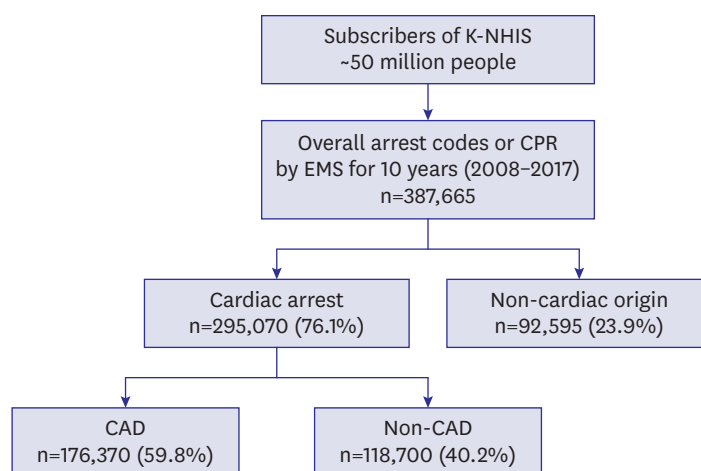 Subscribers of K-NHIS
~50 million people
Overall arrest codes or CPR
by EMS for 10 years (2008–2017)
n=387,665
Cardiac arrest
n=295,070 (76.1%)
Non-cardiac origin
n=92,595 (23.9%)
CAD
n=176,370 (59.8%)
Non-CAD
n=118,700 (40.2%)